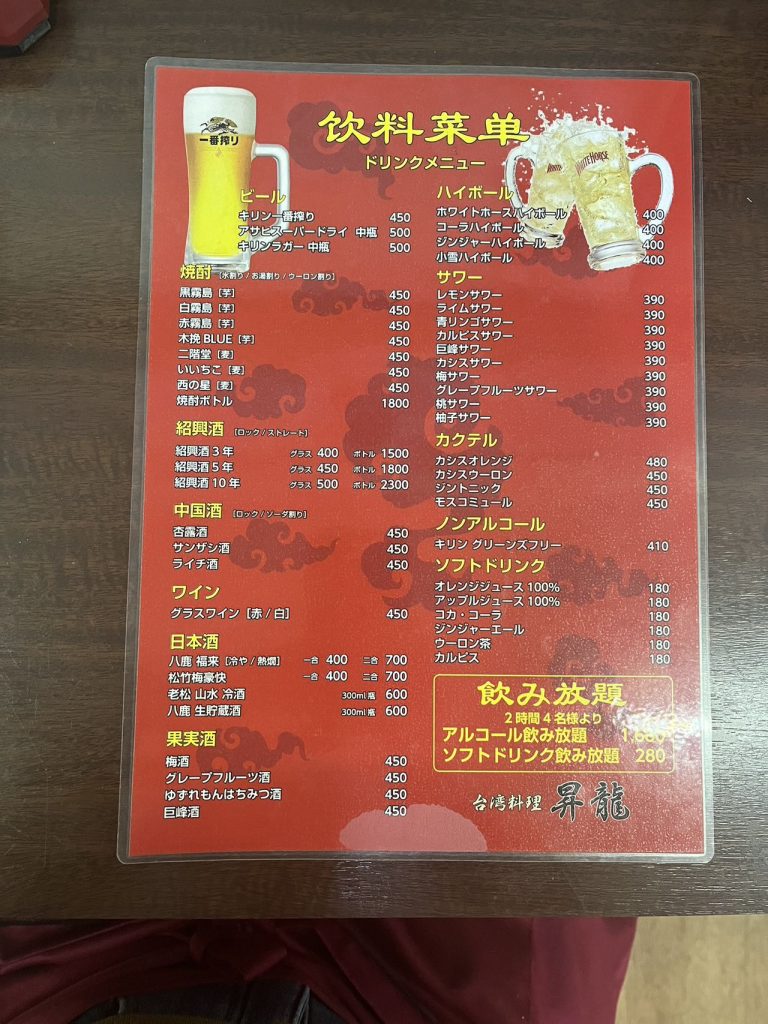 飲料菜单
ドリンクメニュー
一番搾り
WHITE HORSE
ビール
キリン一番搾り 450
アサヒスーパードライ 中瓶 500
キリンラガー 中瓶 500
焼酎 [水割り / お湯割り / ウーロン割り]
黒霧島 [芋] 450
白霧島 [芋] 450
赤霧島 [芋] 450
木挽 BLUE [芋] 450
二階堂 [麦] 450
いいちこ [麦] 450
西の星 [麦] 450
焼酎ボトル 1800
紹興酒 [ロック / ストレード]
紹興酒 3 年 グラス 400 ボトル 1500
紹興酒 5 年 グラス 450 ボトル 1800
紹興酒 10 年 グラス 500 ボトル 2300
中国酒 [ロック / ソーダ割り]
杏露酒 450
サンザシ酒 450
ライチ酒 450
ワイン
グラスワイン [赤 / 白] 450
日本酒
八鹿 福来 [冷や / 熱燗] 一合 400 二合 700
松竹梅豪快 一合 400 二合 700
老松 山水 冷酒 300ml 瓶 600
八鹿 生貯蔵酒 300ml 瓶 600
果実酒
梅酒 450
グレープフルーツ酒 450
ゆずれもんはちみつ酒 450
巨峰酒 450
ハイボール
ホワイトホースハイボール 400
コーラハイボール 400
ジンジャーハイボール 400
小雪ハイボール 400
サワー
レモンサワー 390
ライムサワー 390
青リンゴサワー 390
カルピスサワー 390
巨峰サワー 390
カシスサワー 390
梅サワー 390
グレープフルーツサワー 390
桃サワー 390
柚子サワー 390
カクテル
カシスオレンジ 480
カシスウーロン 450
ジントニック 450
モスコミュール 450
ノンアルコール
キリン グリーンズフリー 410
ソフトドリンク
オレンジジュース 100% 180
アップルジュース 100% 180
コカ・コーラ 180
ジンジャーエール 180
ウーロン茶 180
カルピス 180
飲み放題
2 時間 4 名様より
アルコール飲み放題
ソフトドリンク飲み放題 280
台湾料理 昇龍